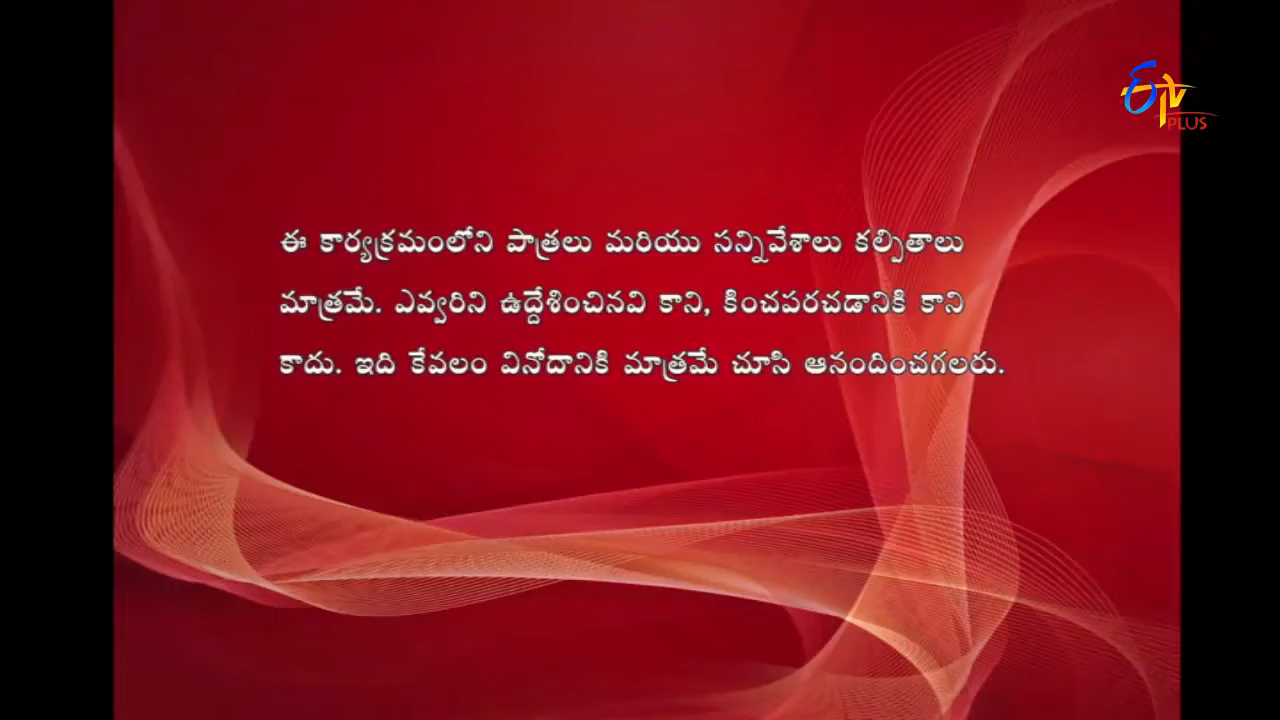 ETV
PLUS
ఈ కార్యక్రమంలోని పాత్రలు మరియు సన్నివేశాలు కల్పితాలు
మాత్రమే. ఎవ్వరిని ఉద్దేశించినవి కాని, కించపరచడానికి కాని
కాదు. ఇది కేవలం వినోదానికి మాత్రమే చూసి ఆనందించగలరు.